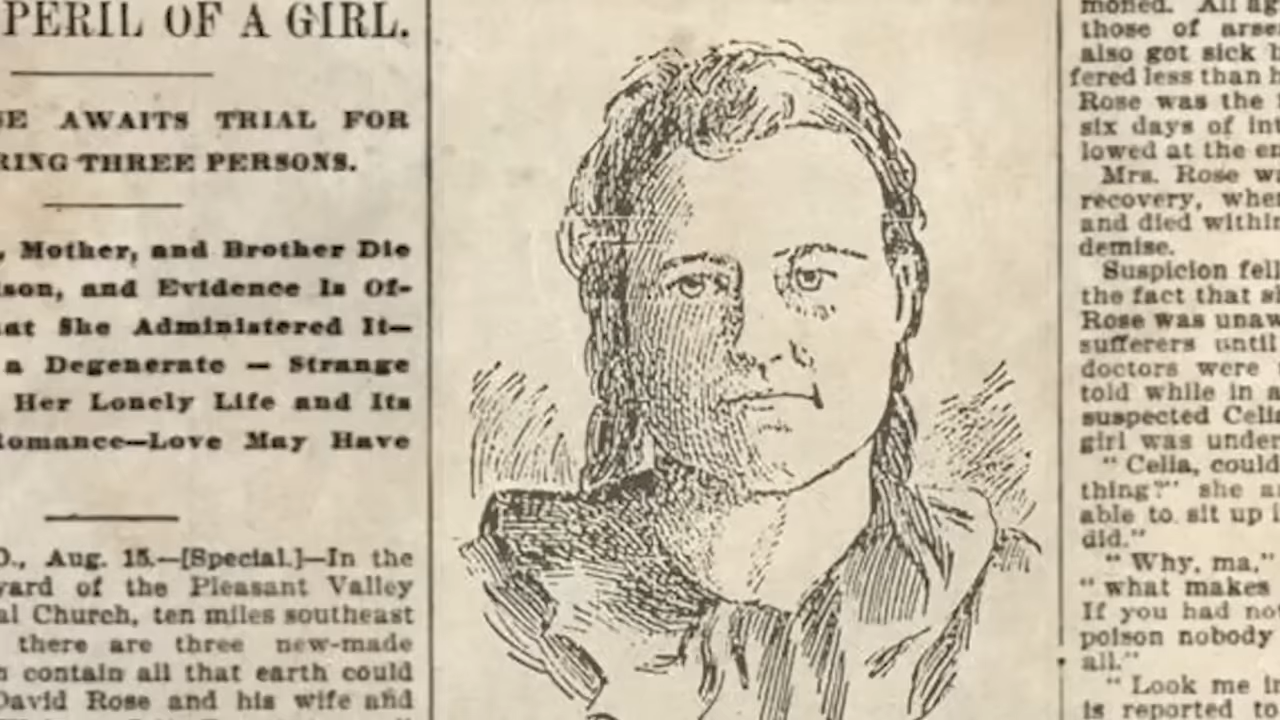 PERIL OF A GIRL.
SE AWAITS TRIAL FOR
RING THREE PERSONS.
, Mother, and Brother Die
ison, and Evidence Is Of-
at She Administered It—
a Degenerate — Strange
Her Lonely Life and Its
Romance—Love May Have
O., Aug. 15.—[Special.]—In the
yard of the Pleasant Valley
al Church, ten miles southeast
there are three new-made
h contain all that earth could
David Rose and his wife and
moned. All ag
those of arse
also got sick b
fered less than h
Rose was the
six days of int
lowed at the en
Mrs. Rose wa
recovery, when
and died within
demise.
Suspicion fell
the fact that s
Rose was unaw
sufferers until
doctors were
told while in a
suspected Celia
girl was under
" Celia, could
thing?" she a
able to sit up i
did."
" Why, ma,"
" what makes
If you had no
poison nobody
all."
" Look me in
is reported to